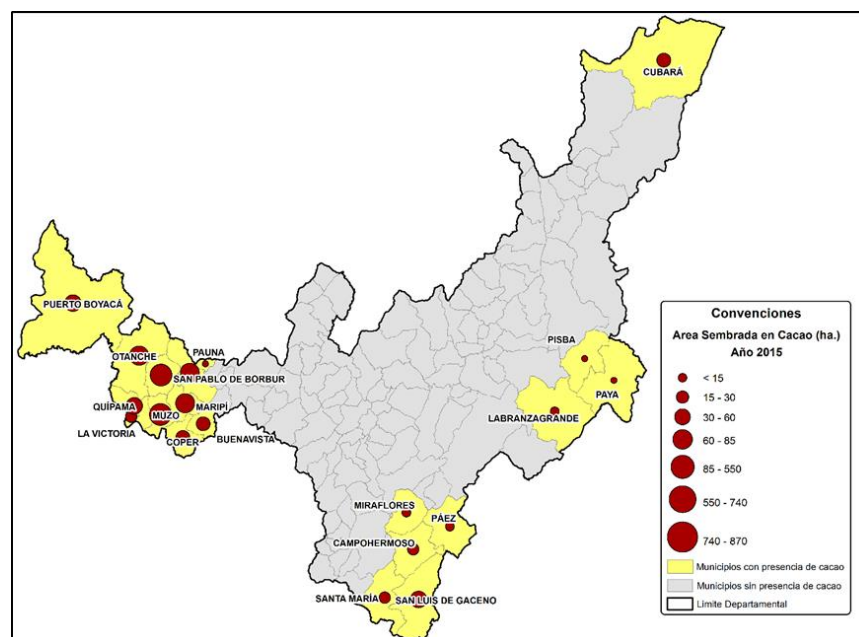 CUBARÁ
PUERTO BOYACÁ
OTANCHE
PAUNA
SAN PABLO DE BORBUR
QUÍPAMA
MUZO
MARIPÍ
LA VICTORIA
COPER
BUENAVISTA
PISBA
PAYA
LABRANZAGRANDE
MIRAFLORES
PÁEZ
CAMPOHERMOSO
SANTA MARÍA
SAN LUIS DE GACENO
Convenciones
Area Sembrada en Cacao (ha.)
Año 2015
< 15
15 - 30
30 - 60
60 - 85
85 - 550
550 - 740
740 - 870
Municipios con presencia de cacao
Municipios sin presencia de cacao
Límite Departamental